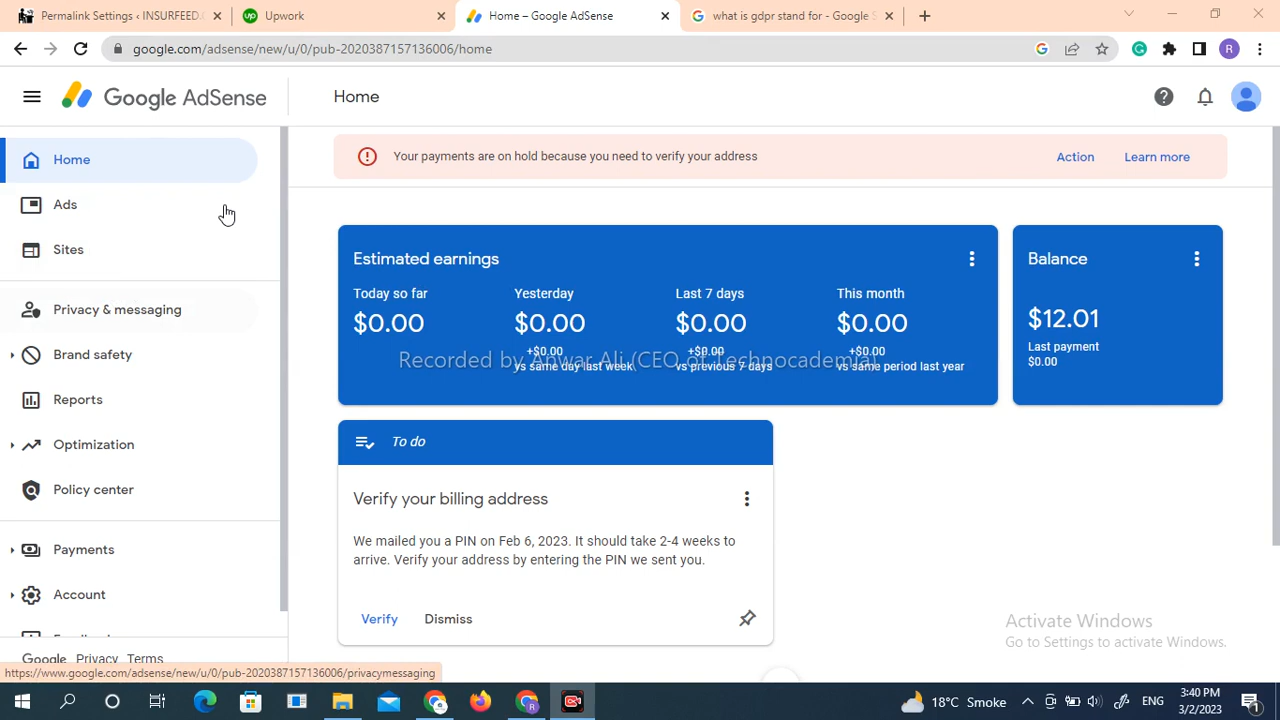 Permalink Settings ‹ INSURFEED.C
Upwork
Home – Google AdSense
what is gdpr stand for - Google S
google.com/adsense/new/u/0/pub-2020387157136006/home
R
Google AdSense
Home
Home
Ads
Sites
Privacy & messaging
Brand safety
Reports
Optimization
Policy center
Payments
Account
Google Privacy Terms
https://www.google.com/adsense/new/u/0/pub-2020387157136006/privacymessaging
Your payments are on hold because you need to verify your address
Action
Learn more
Estimated earnings
Today so far
Yesterday
Last 7 days
This month
$0.00
$0.00
$0.00
$0.00
+$0.00
+$0.00
+$0.00
vs same day last week
vs previous 7 days
vs same period last year
Recorded by Anwar Ali (CEO of Technocademia)
Balance
$12.01
Last payment
$0.00
To do
Verify your billing address
We mailed you a PIN on Feb 6, 2023. It should take 2-4 weeks to
arrive. Verify your address by entering the PIN we sent you.
Verify
Dismiss
Activate Windows
Go to Settings to activate Windows.
18°C Smoke
ENG
3:40 PM
3/2/2023
1